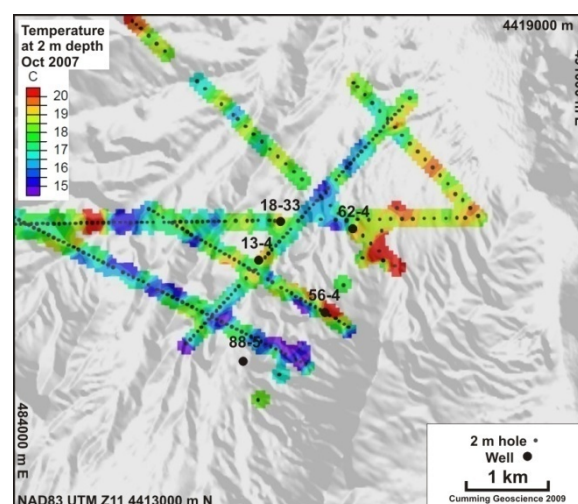 Temperature
at 2 m depth
Oct 2007
C
20
19
18
17
16
15
4419000 m
18-33
62-4
13-4
56-4
88-5
484000 m E
2 m hole
Well
1 km
Cumming Geoscience 2009
NAD83 UTM Z11 4413000 m N